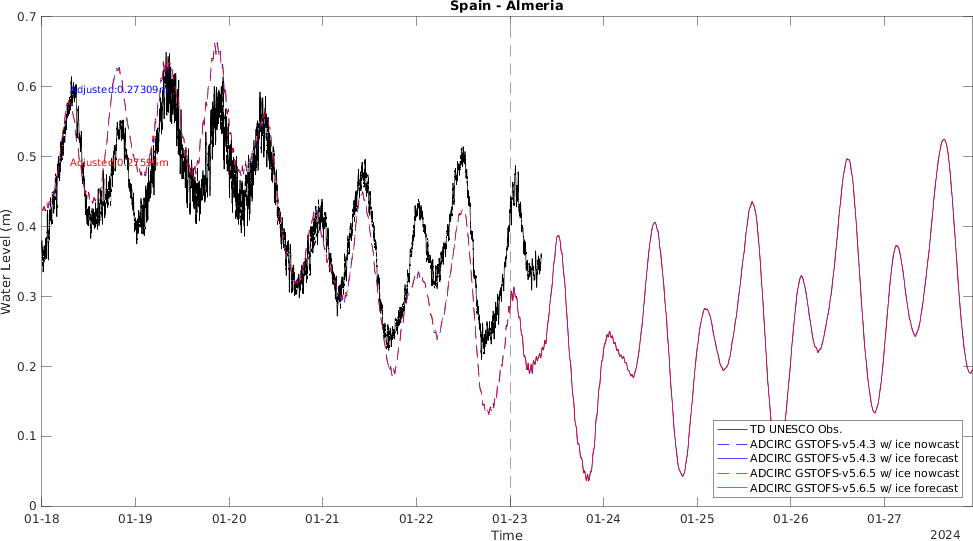 Spain - Almeria
0.7
0.6
0.5
0.4
0.3
0.2
0.1
0
Water Level (m)
Adjusted:0.27309m
Adjusted:0.27595m
TD UNESCO Obs.
ADCIRC GSTOFS-v5.4.3 w/ ice nowcast
ADCIRC GSTOFS-v5.4.3 w/ ice forecast
ADCIRC GSTOFS-v5.6.5 w/ ice nowcast
ADCIRC GSTOFS-v5.6.5 w/ ice forecast
01-18 01-19 01-20 01-21 01-22 01-23 01-24 01-25 01-26 01-27
Time
2024